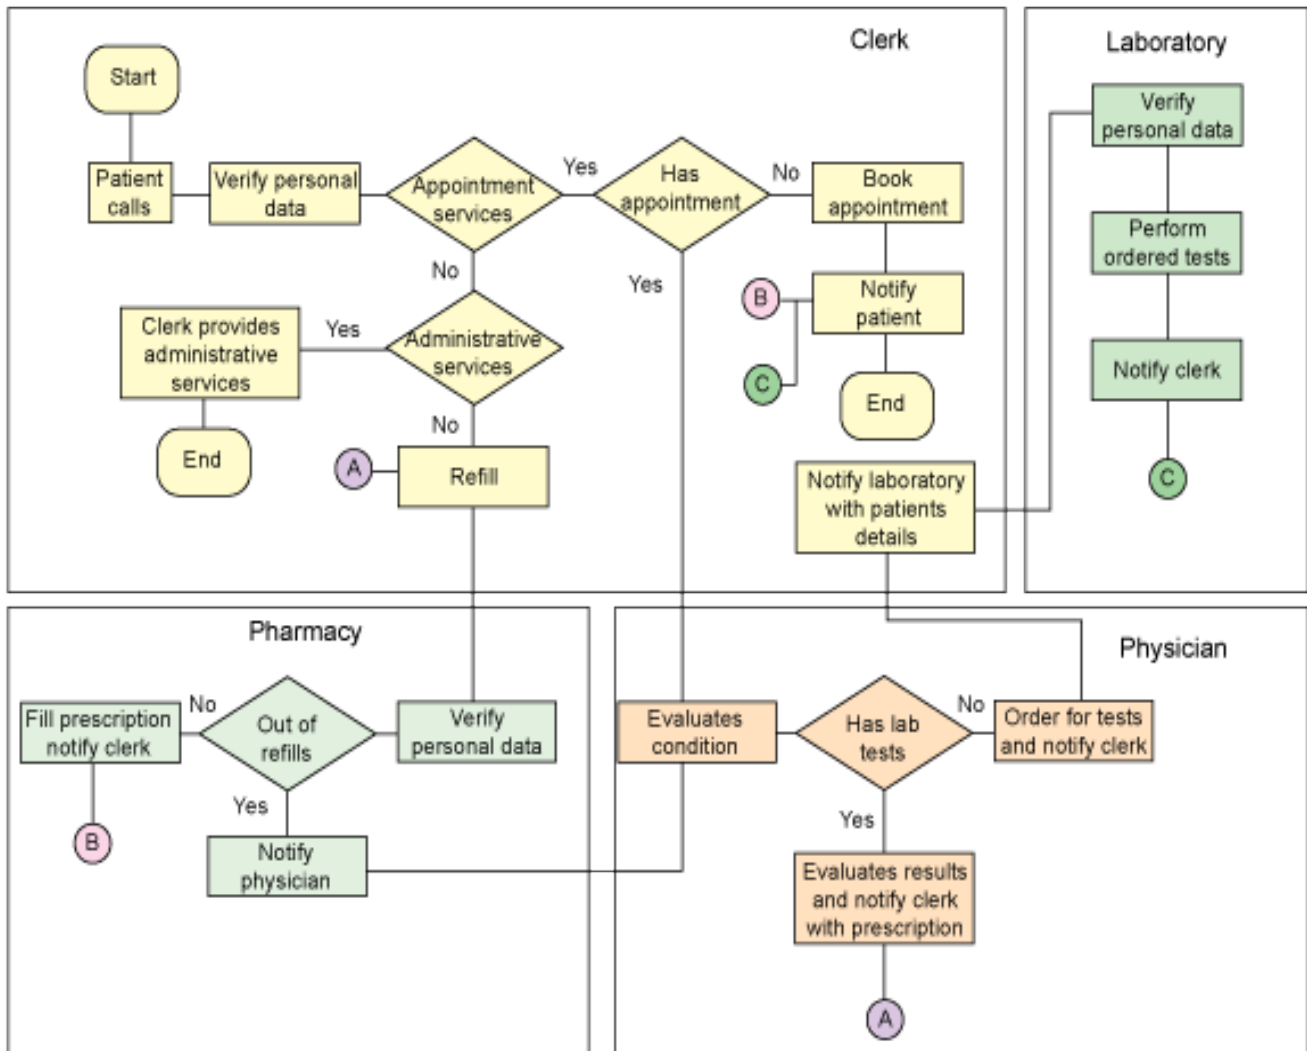 Clerk
Start
Patient
calls
Verify personal
data
Appointment
services
Yes
Has
appointment
No
Book
appointment
No
Yes
B
Notify
patient
C
End
Clerk provides
administrative
services
Yes
Administrative
services
End
No
A
Refill
Notify laboratory
with patients
details
Laboratory
Verify
personal data
Perform
ordered tests
Notify clerk
C
Pharmacy
Fill prescription
notify clerk
No
Out of
refills
Verify
personal data
Yes
B
Notify
physician
Physician
Evaluates
condition
Has lab
tests
No
Order for tests
and notify clerk
Yes
Evaluates results
and notify clerk
with prescription
A